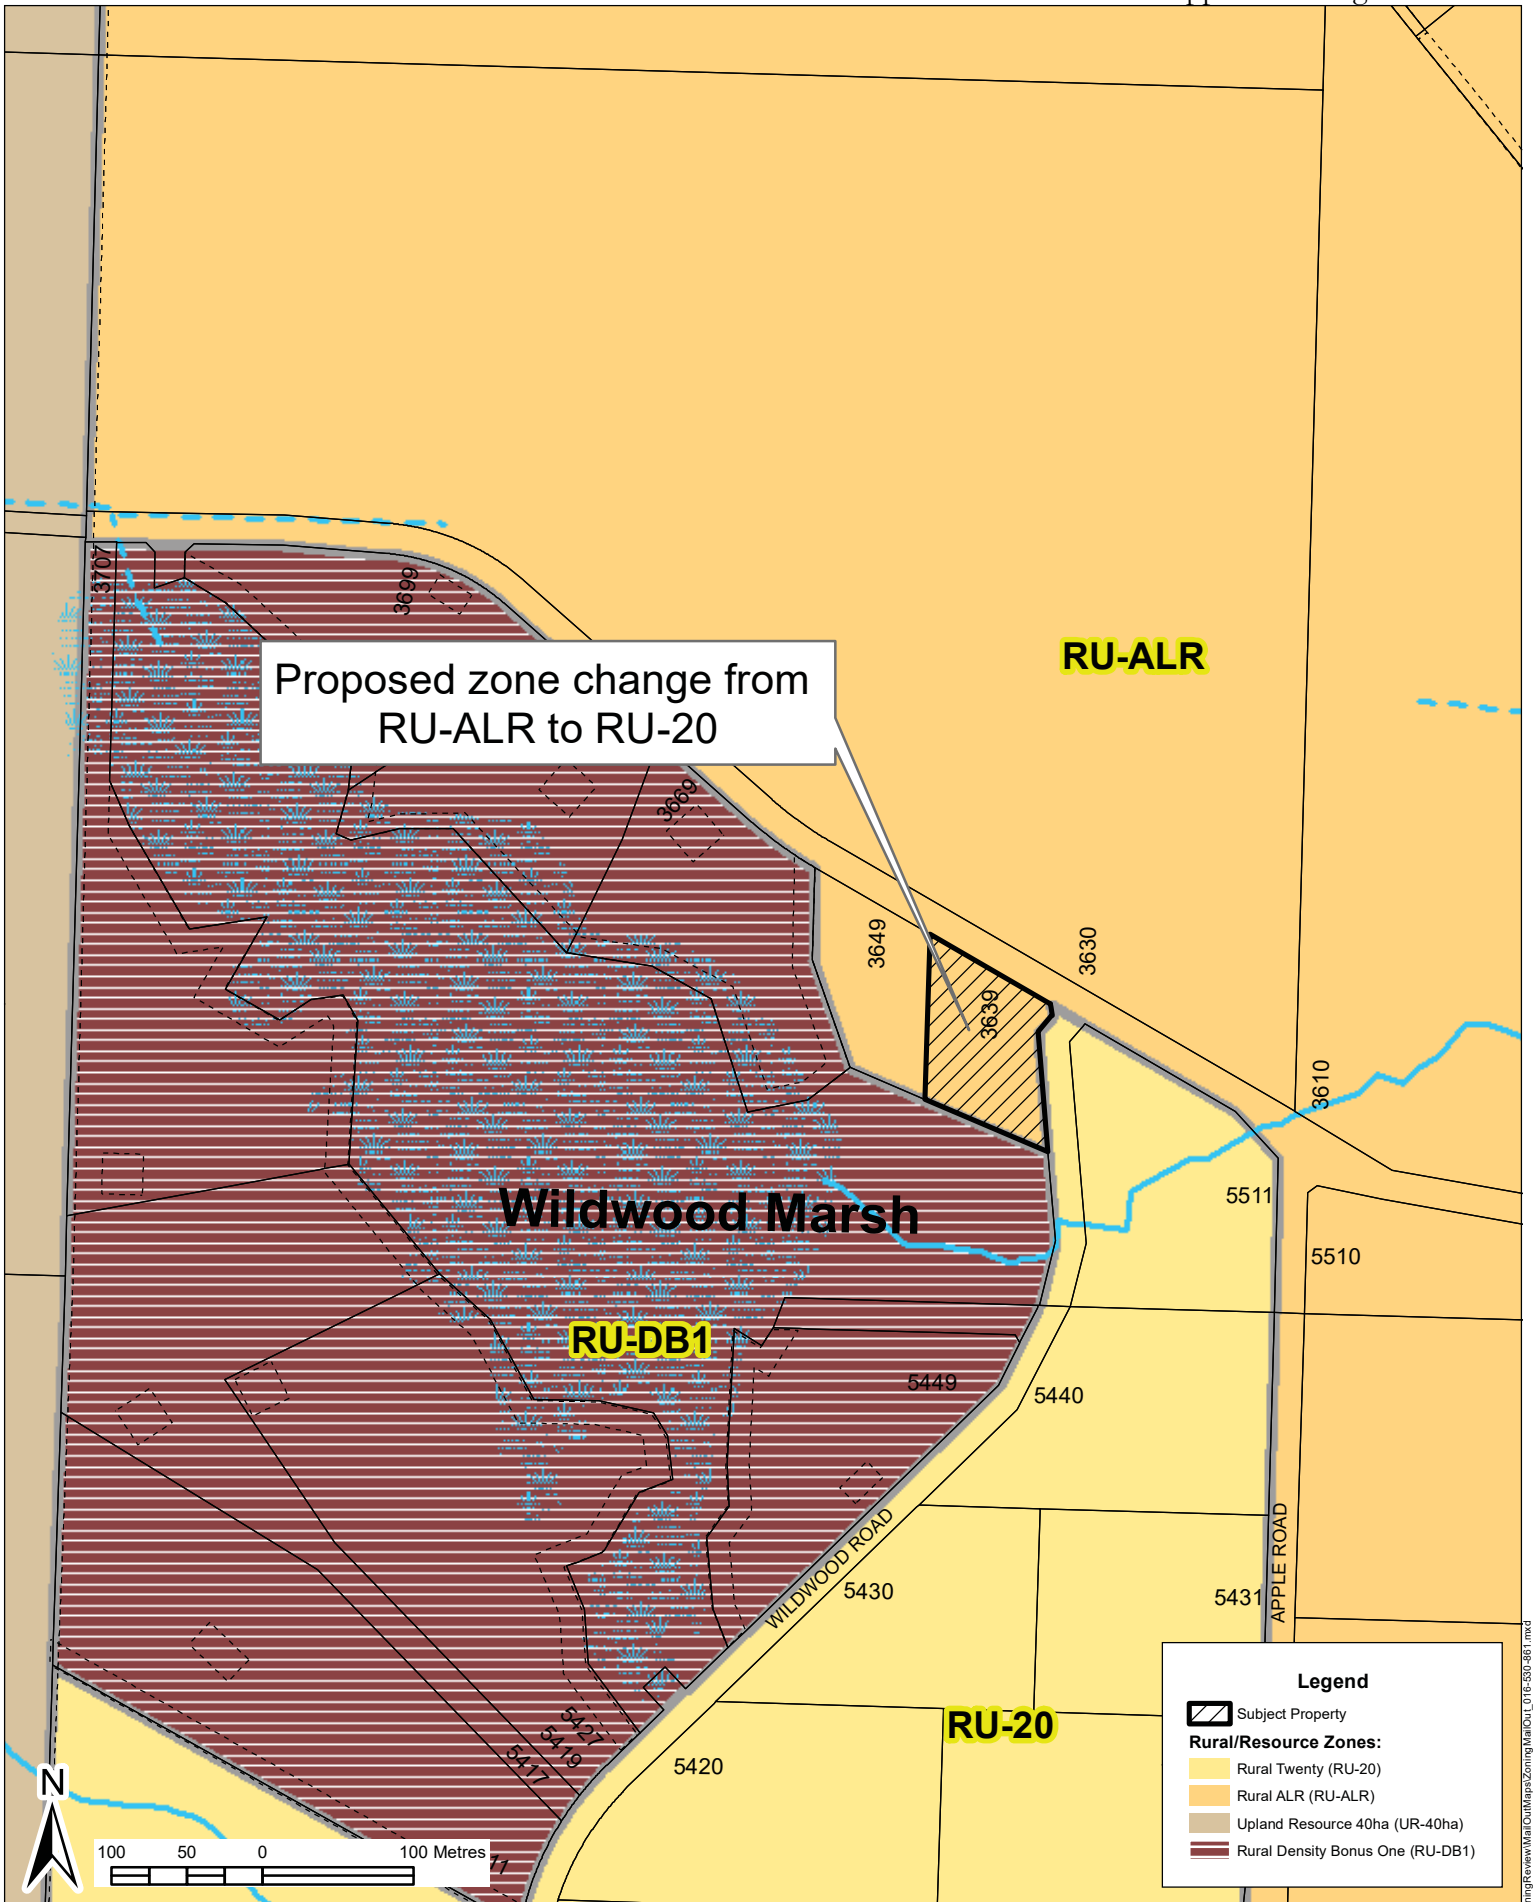 3707
3699
Proposed zone change from
RU-ALR to RU-20
RU-ALR
3669
3649
3630
3639
3610
Wildwood Marsh
5511
5510
RU-DB1
5449
5440
WILDWOOD ROAD
APPLE ROAD
5430
5431
RU-20
5427
5419
5417
5420
N
100 50 0 100 Metres
Legend
Subject Property
Rural/Resource Zones:
Rural Twenty (RU-20)
Rural ALR (RU-ALR)
Upland Resource 40ha (UR-40ha)
Rural Density Bonus One (RU-DB1)